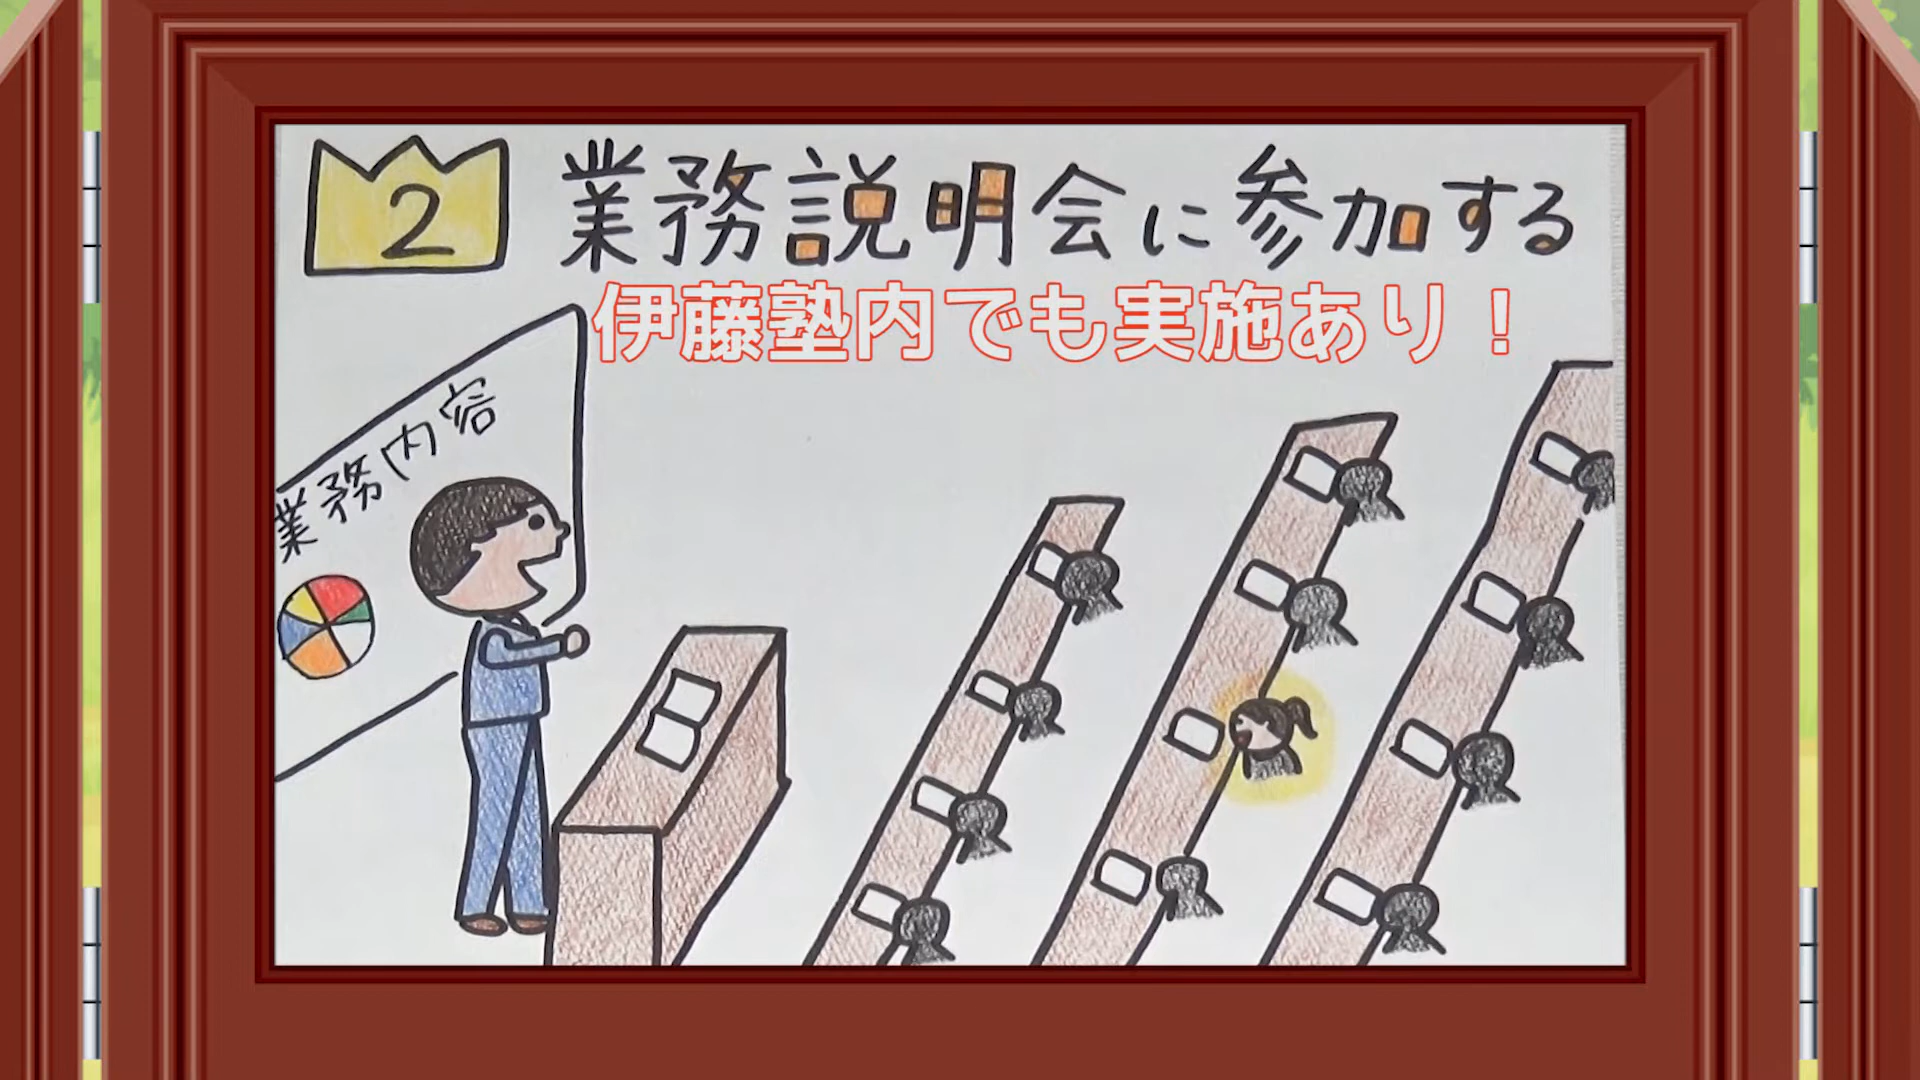 2 業務説明会に参加する
伊藤塾内でも実施あり！
業務内容